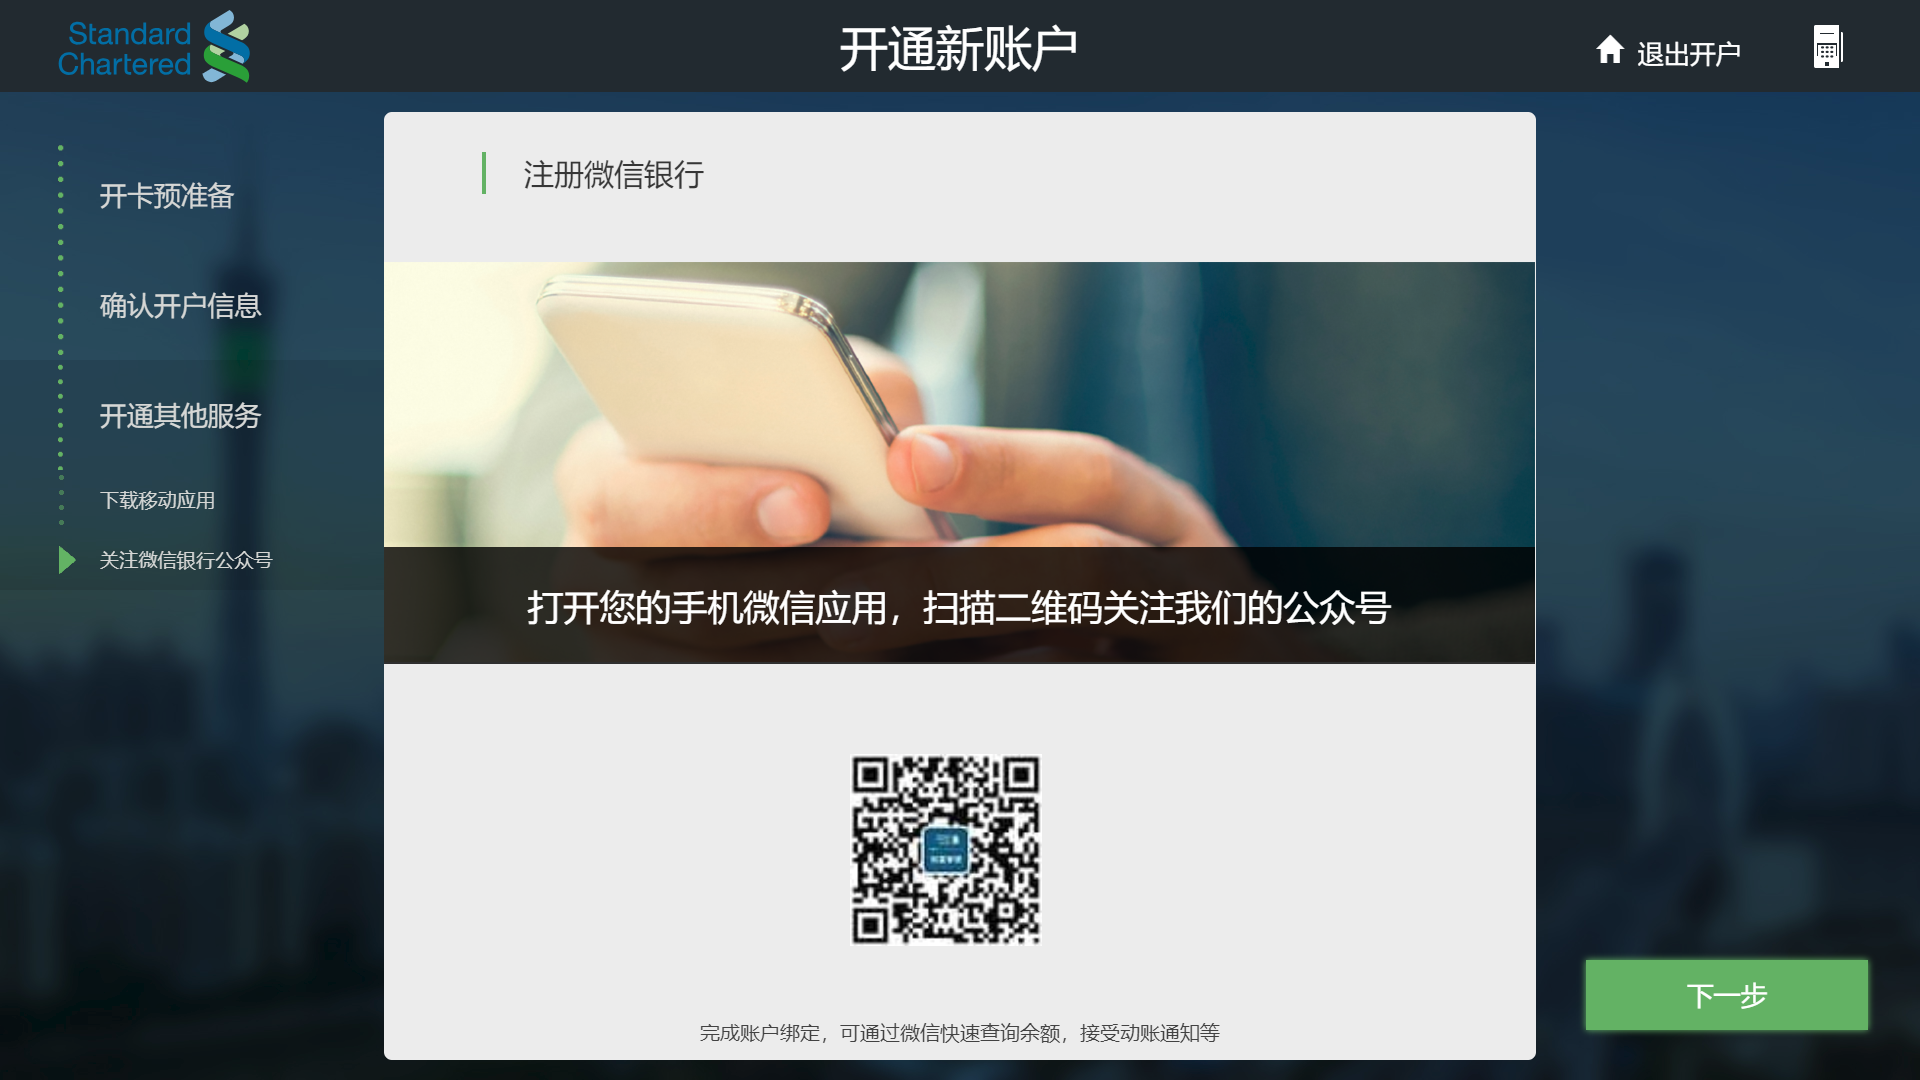 Standard
Chartered
开通新账户
退出开户
开卡预准备
确认开户信息
开通其他服务
下载移动应用
关注微信银行公众号
注册微信银行
打开您的手机微信应用，扫描二维码关注我们的公众号
完成账户绑定，可通过微信快速查询余额，接受动账通知等
下一步